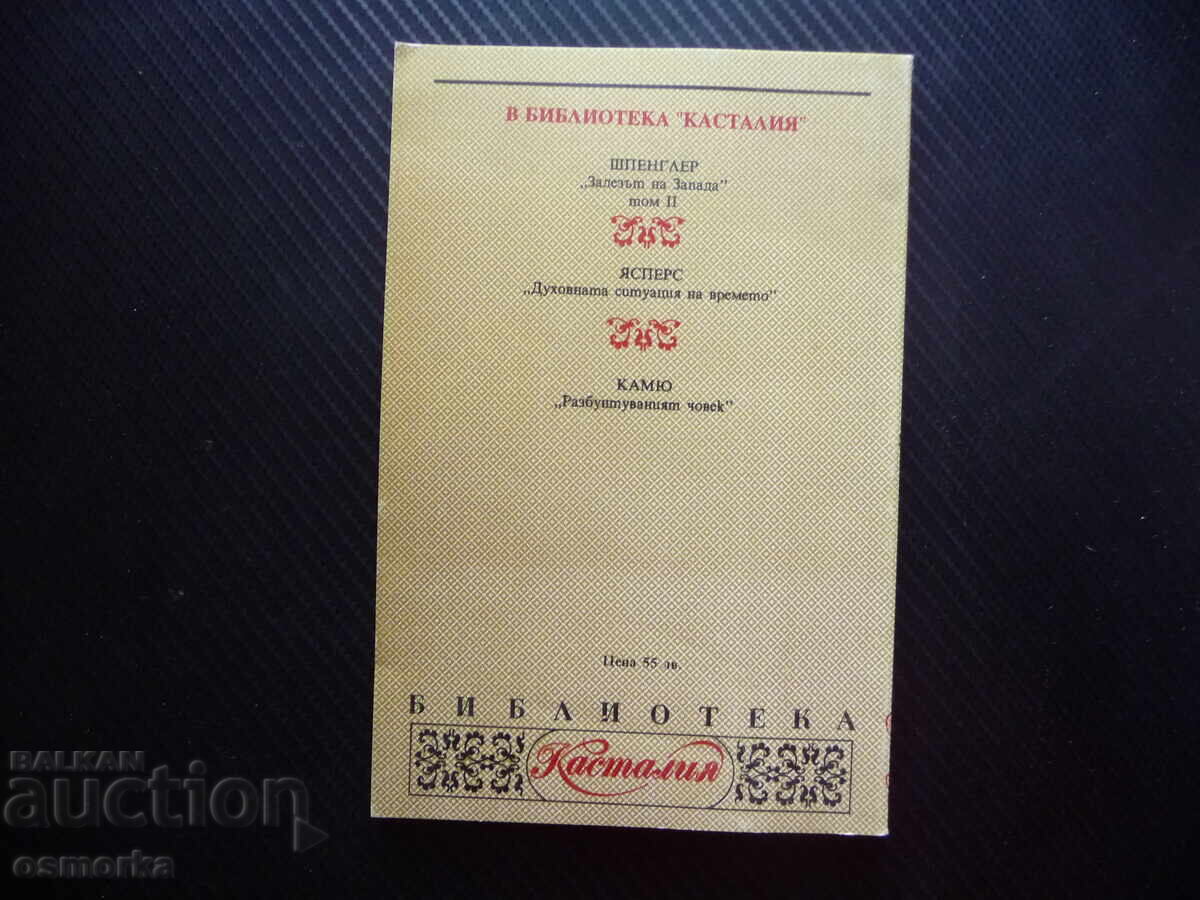 В БИБЛИОТЕКА "КАСТАЛИЯ"
ШПЕНГЛЕР
„Залезът на Запада"
том II
ЯСПЕРС
„Духовната ситуация на времето"
КАМЮ
„Разбунтуваният човек"
Цена 55 лв.
БИБЛИОТЕКА
Касталия
BALKAN
auction
osmorka